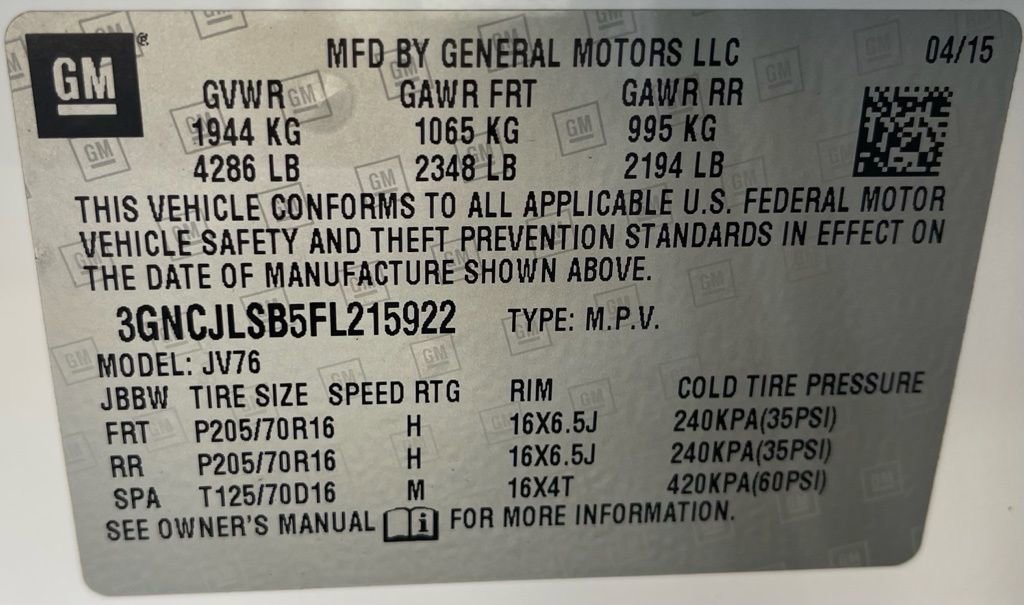 GM ® MFD BY GENERAL MOTORS LLC 04/15
GVWR GAWR FRT GAWR RR
1944 KG 1065 KG 995 KG
4286 LB 2348 LB 2194 LB
THIS VEHICLE CONFORMS TO ALL APPLICABLE U.S. FEDERAL MOTOR
VEHICLE SAFETY AND THEFT PREVENTION STANDARDS IN EFFECT ON
THE DATE OF MANUFACTURE SHOWN ABOVE.
3GNCJLSB5FL215922 TYPE: M.P.V.
MODEL: JV76
JBBW TIRE SIZE SPEED RTG RIM COLD TIRE PRESSURE
FRT P205/70R16 H 16X6.5J 240KPA(35PSI)
RR P205/70R16 H 16X6.5J 240KPA(35PSI)
SPA T125/70D16 M 16X4T 420KPA(60PSI)
SEE OWNER'S MANUAL i FOR MORE INFORMATION.